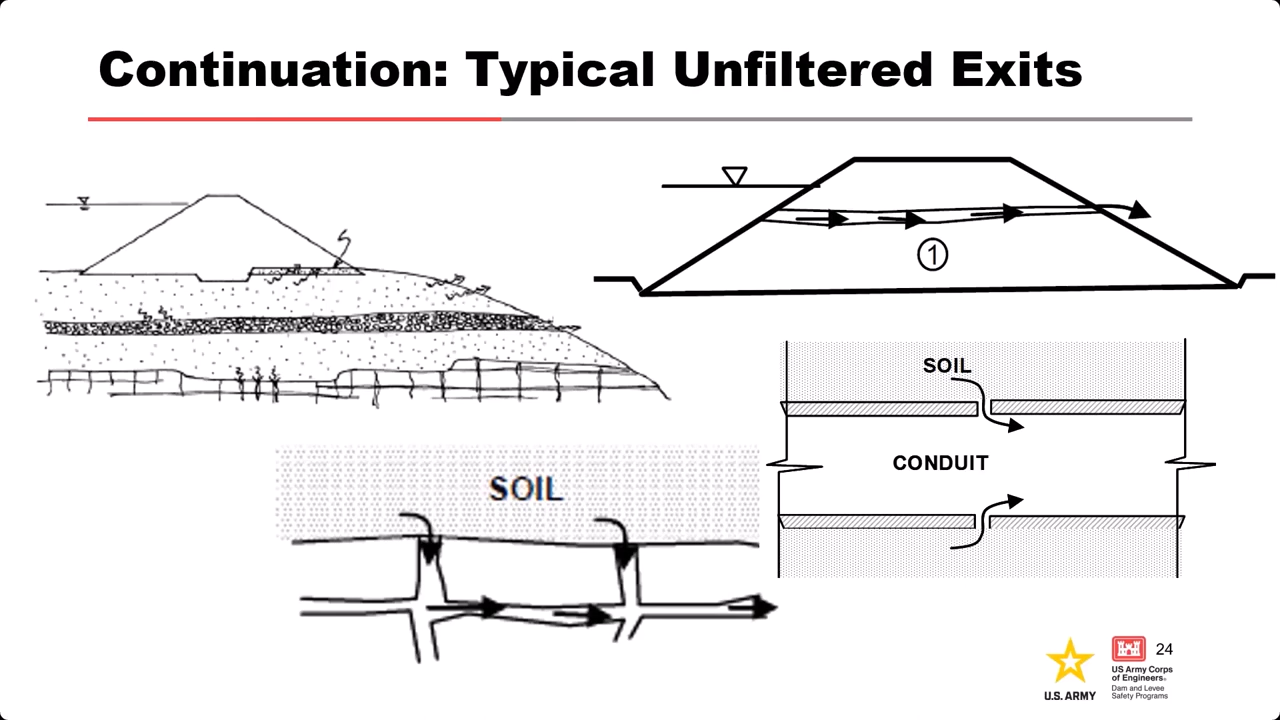 Continuation: Typical Unfiltered Exits
1
SOIL
CONDUIT
SOIL
24
US Army Corps
of Engineers®
Dam and Levee
Safety Programs
U.S. ARMY